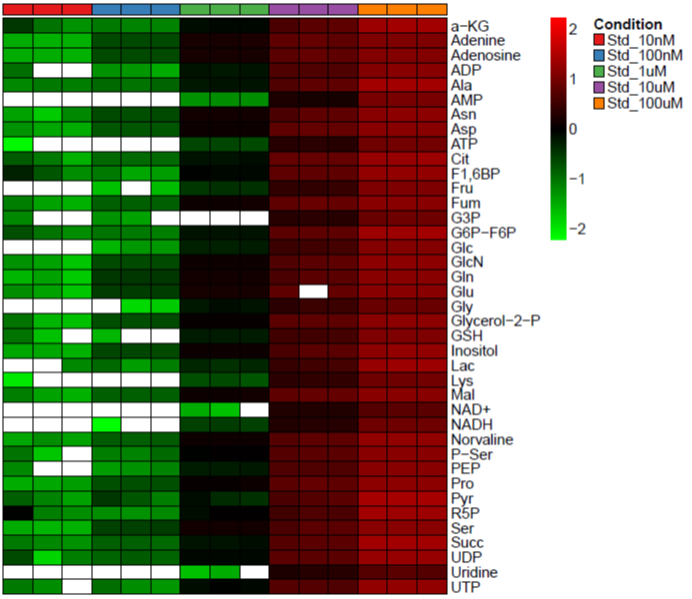 a-KG
Adenine
Adenosine
ADP
Ala
AMP
Asn
Asp
ATP
Cit
F1,6BP
Fru
Fum
G3P
G6P-F6P
Glc
GlcN
Gln
Glu
Gly
Glycerol-2-P
GSH
Inositol
Lac
Lys
Mal
NAD+
NADH
Norvaline
P-Ser
PEP
Pro
Pyr
R5P
Ser
Succ
UDP
Uridine
UTP
2
1
0
-1
-2
Condition
Std_10nM
Std_100nM
Std_1uM
Std_10uM
Std_100uM